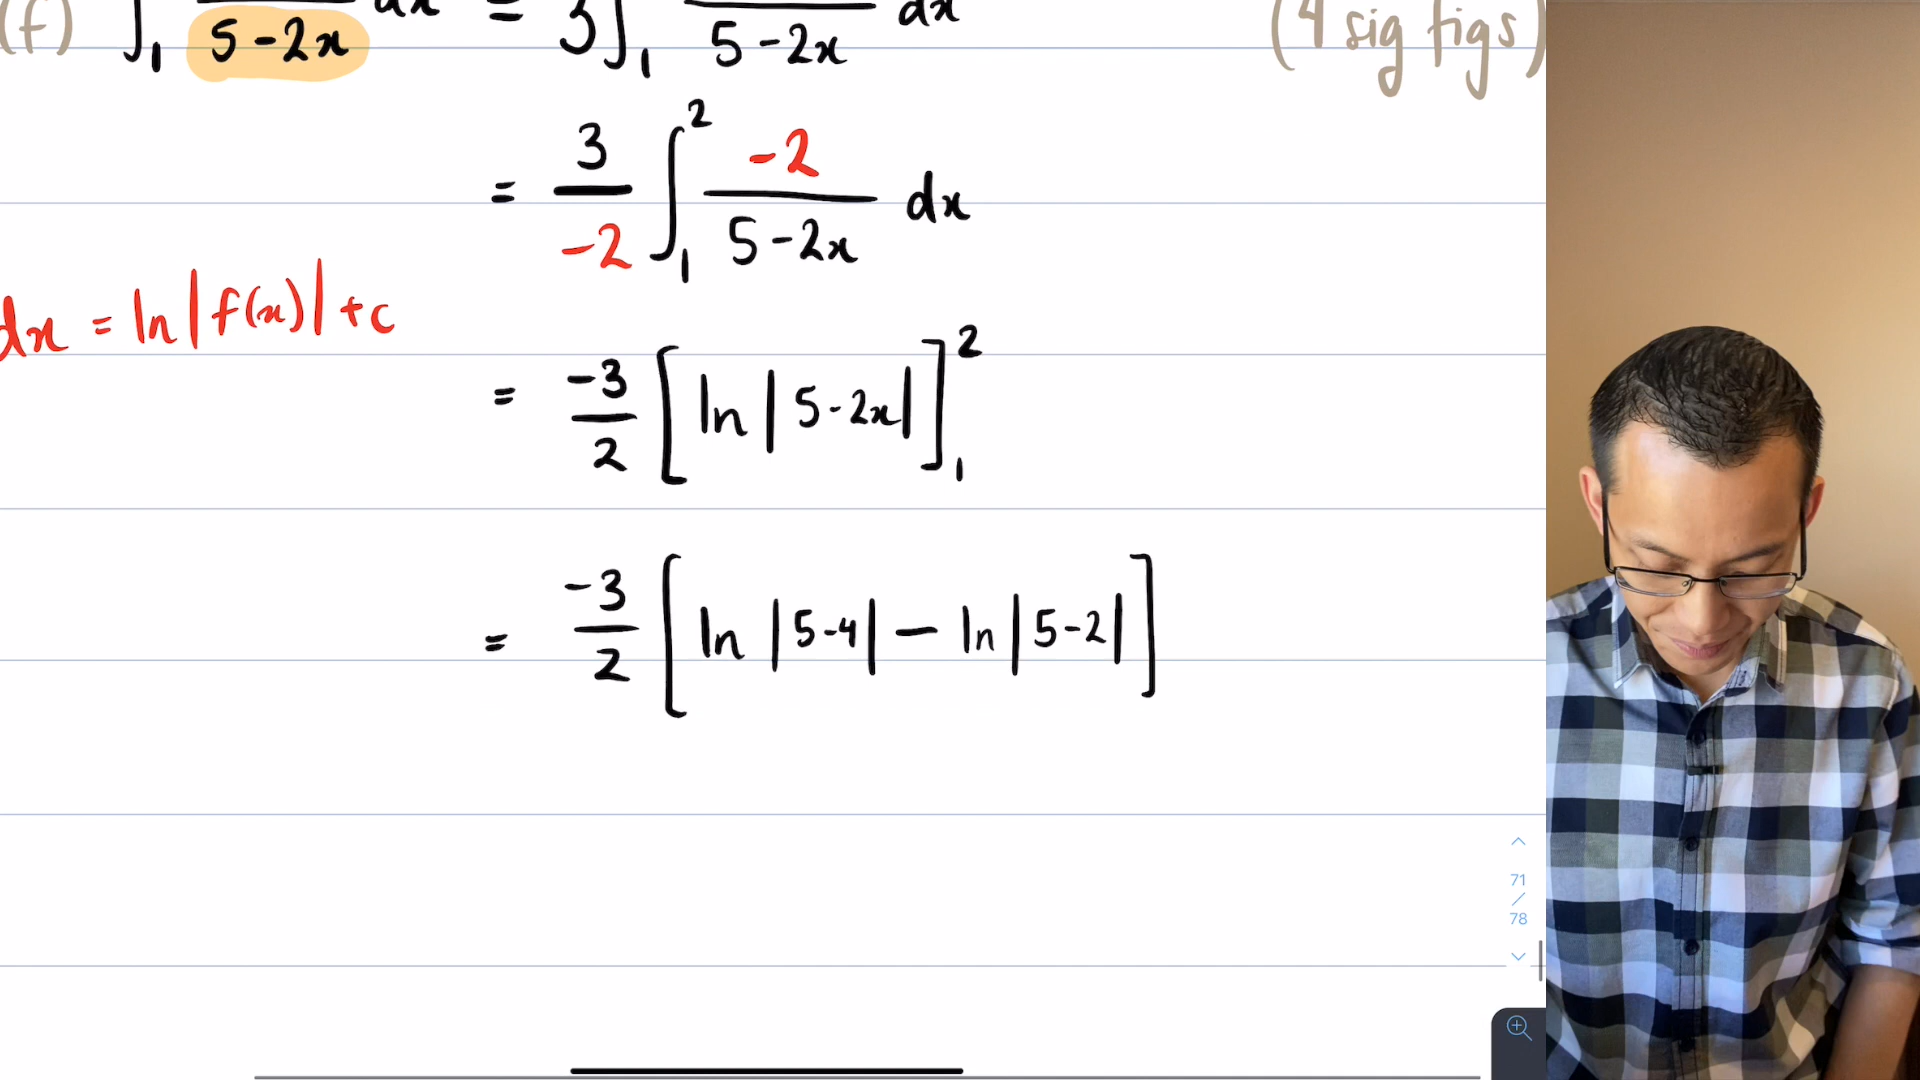 (f) ∫₁ 5-2x dx = 3∫₁ 5-2x dx (4 sig figs)
= 3/-2 ∫₁² -2/5-2x dx
dx = ln|f(x)|+c
= -3/2 [ln|5-2x|]₁²
= -3/2 [ln|5-4| - ln|5-2|]
71
/
78